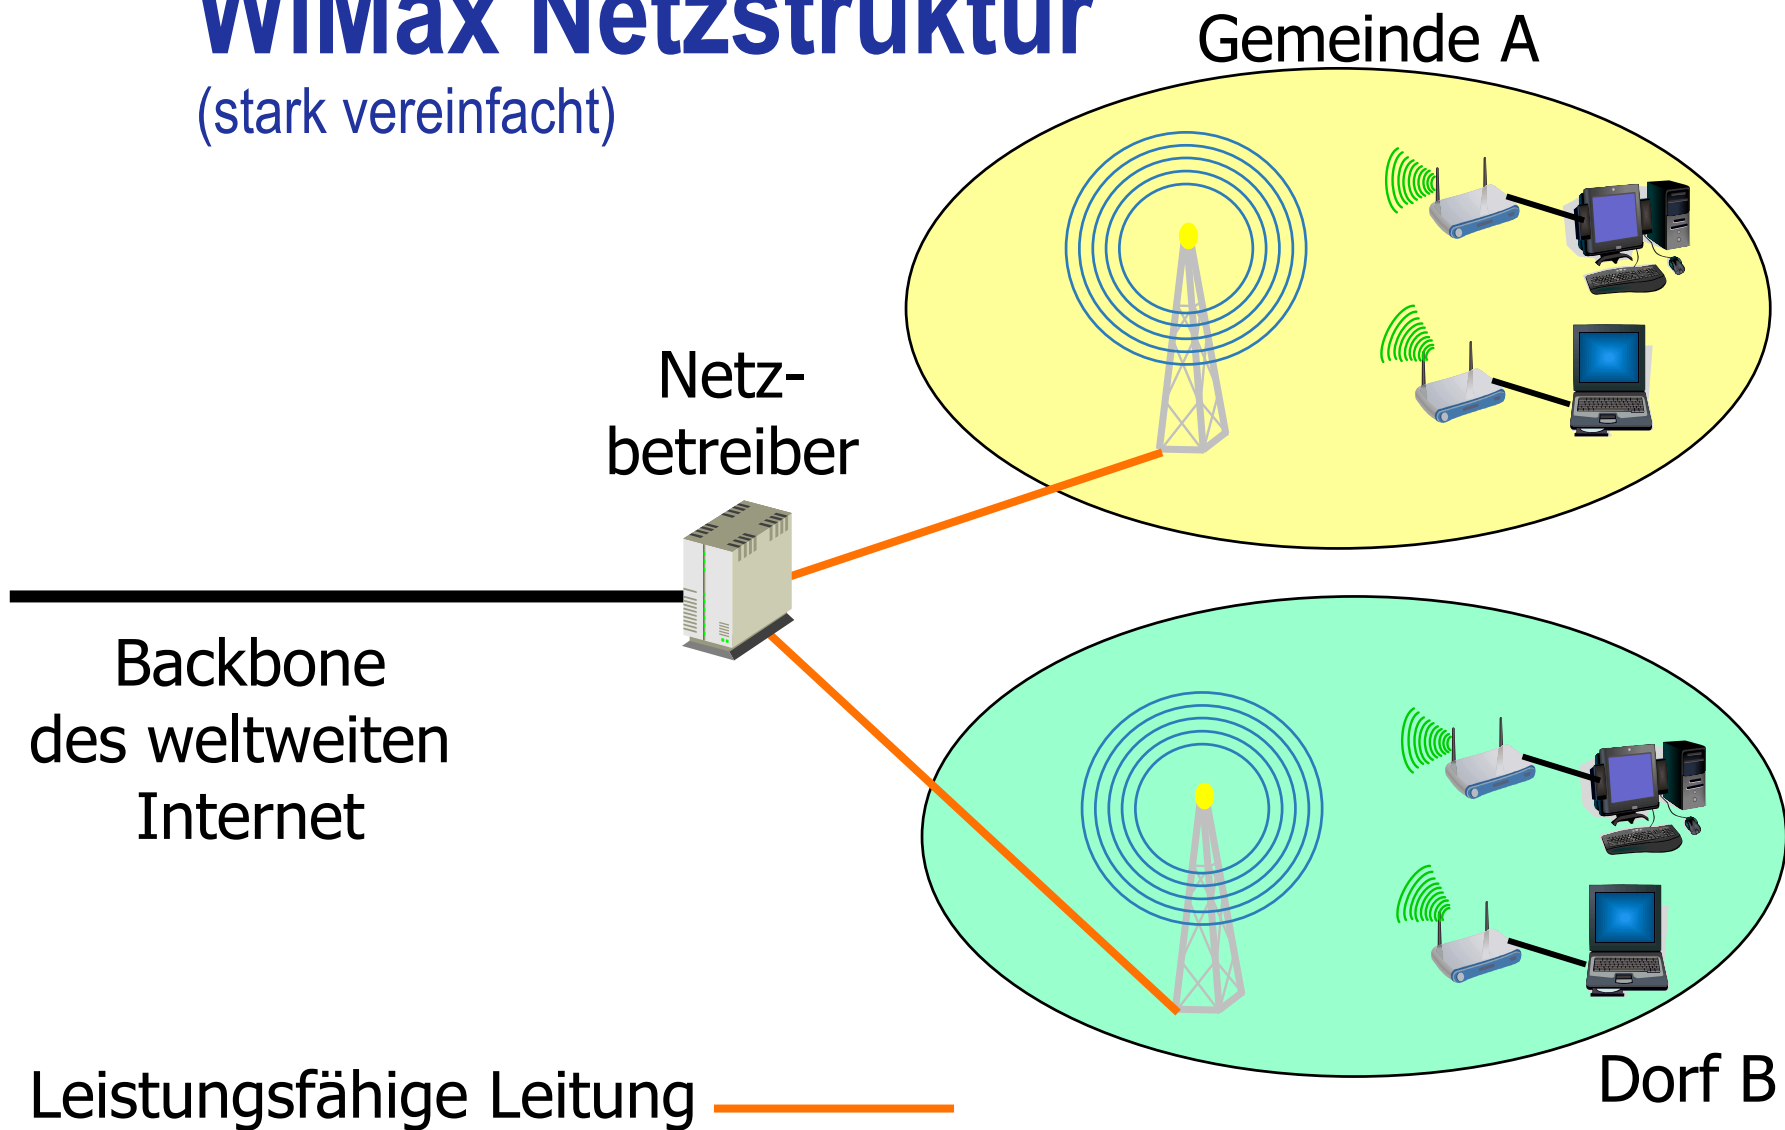 WiMax Netzstruktur
(stark vereinfacht)
Gemeinde A
Netz-
betreiber
Backbone
des weltweiten
Internet
Dorf B
Leistungsfähige Leitung